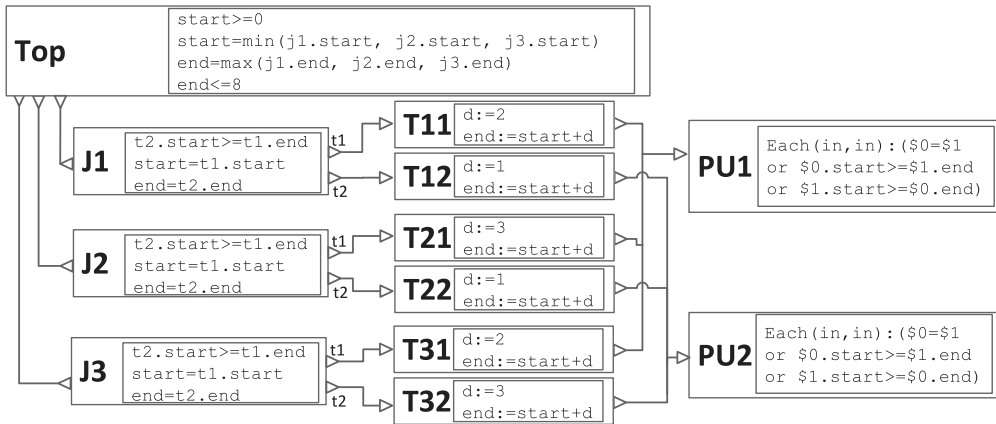 Top
start>=0
start=min(j1.start, j2.start, j3.start)
end=max(j1.end, j2.end, j3.end)
end<=8
J1
t2.start>=t1.end
start=t1.start
end=t2.end
t1
t2
T11
d:=2
end:=start+d
T12
d:=1
end:=start+d
J2
t2.start>=t1.end
start=t1.start
end=t2.end
t1
t2
T21
d:=3
end:=start+d
T22
d:=1
end:=start+d
J3
t2.start>=t1.end
start=t1.start
end=t2.end
t1
t2
T31
d:=2
end:=start+d
T32
d:=3
end:=start+d
PU1
Each(in,in):($0=$1
or $0.start>=$1.end
or $1.start>=$0.end)
PU2
Each(in,in):($0=$1
or $0.start>=$1.end
or $1.start>=$0.end)